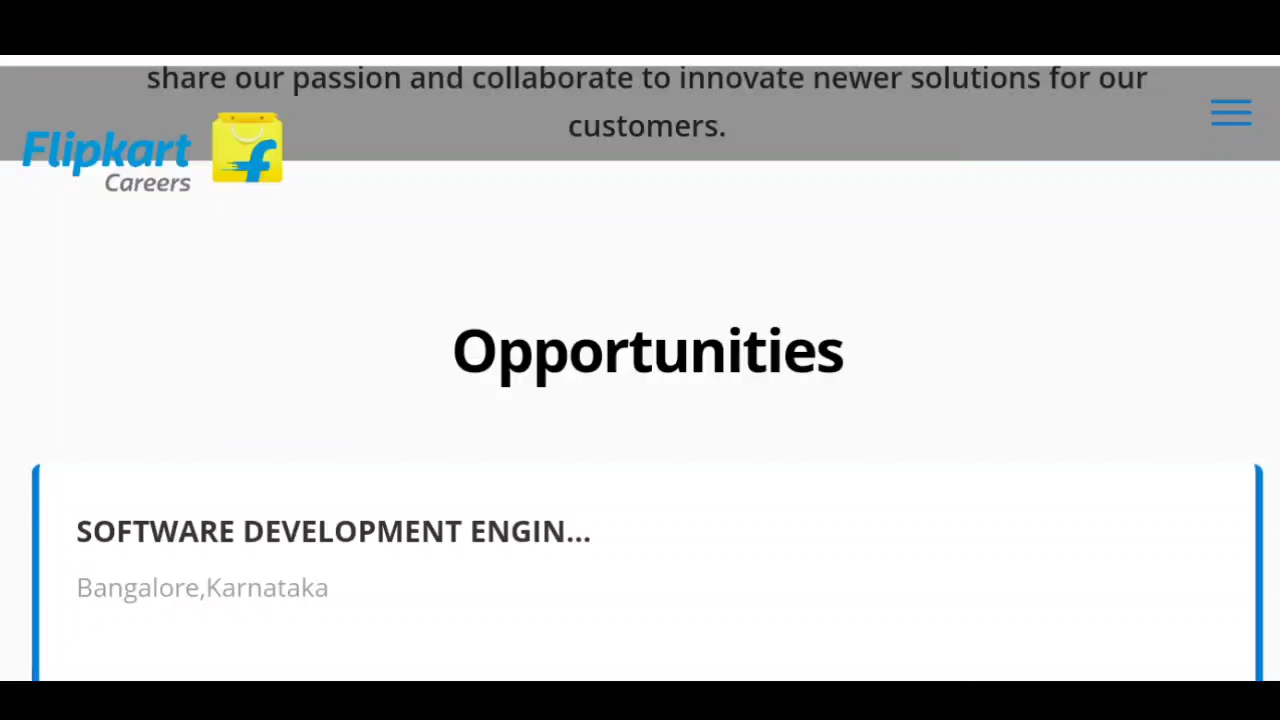 share our passion and collaborate to innovate newer solutions for our
customers.
Flipkart
Careers
f
Opportunities
SOFTWARE DEVELOPMENT ENGIN...
Bangalore,Karnataka